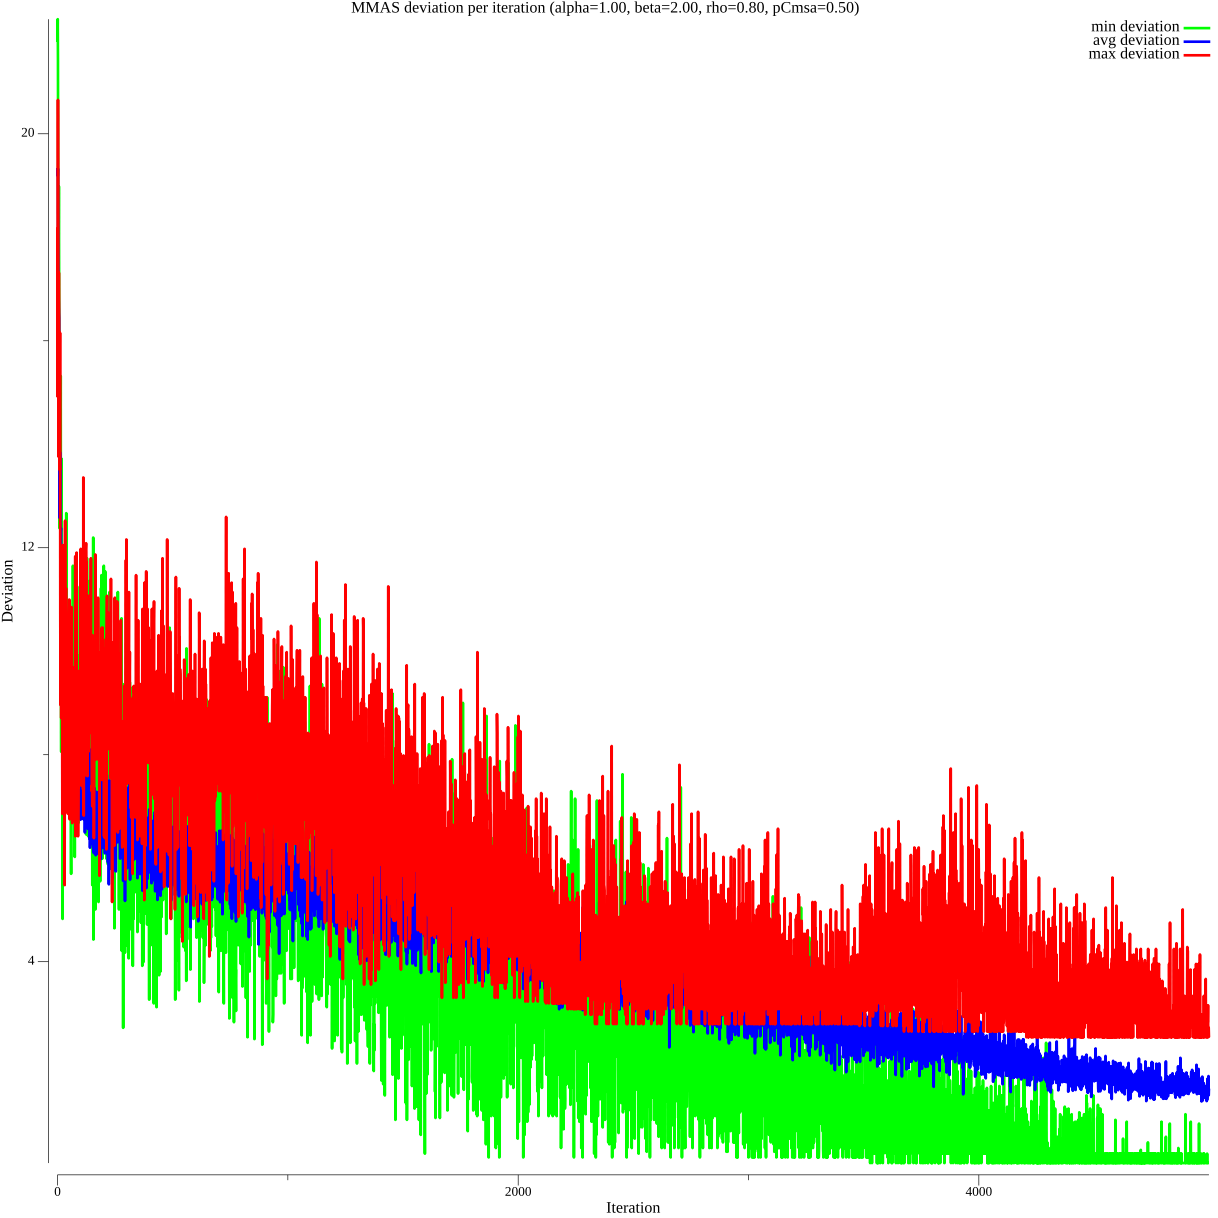 MMAS deviation per iteration (alpha=1.00, beta=2.00, rho=0.80, pCmsa=0.50)
min deviation
avg deviation
max deviation
20
12
4
Deviation
0
2000
4000
Iteration